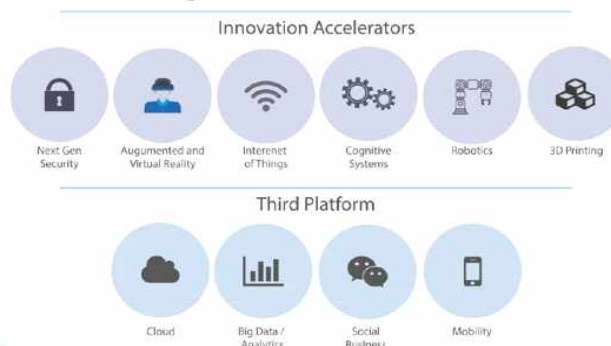 Innovation Accelerators
Next Gen
Security
Augumented and
Virtual Reality
Interenet
of Things
Cognitive
Systems
Robotics
3D Printing
Third Platform
Cloud
Big Data /
Analytics
Social
Business
Mobility